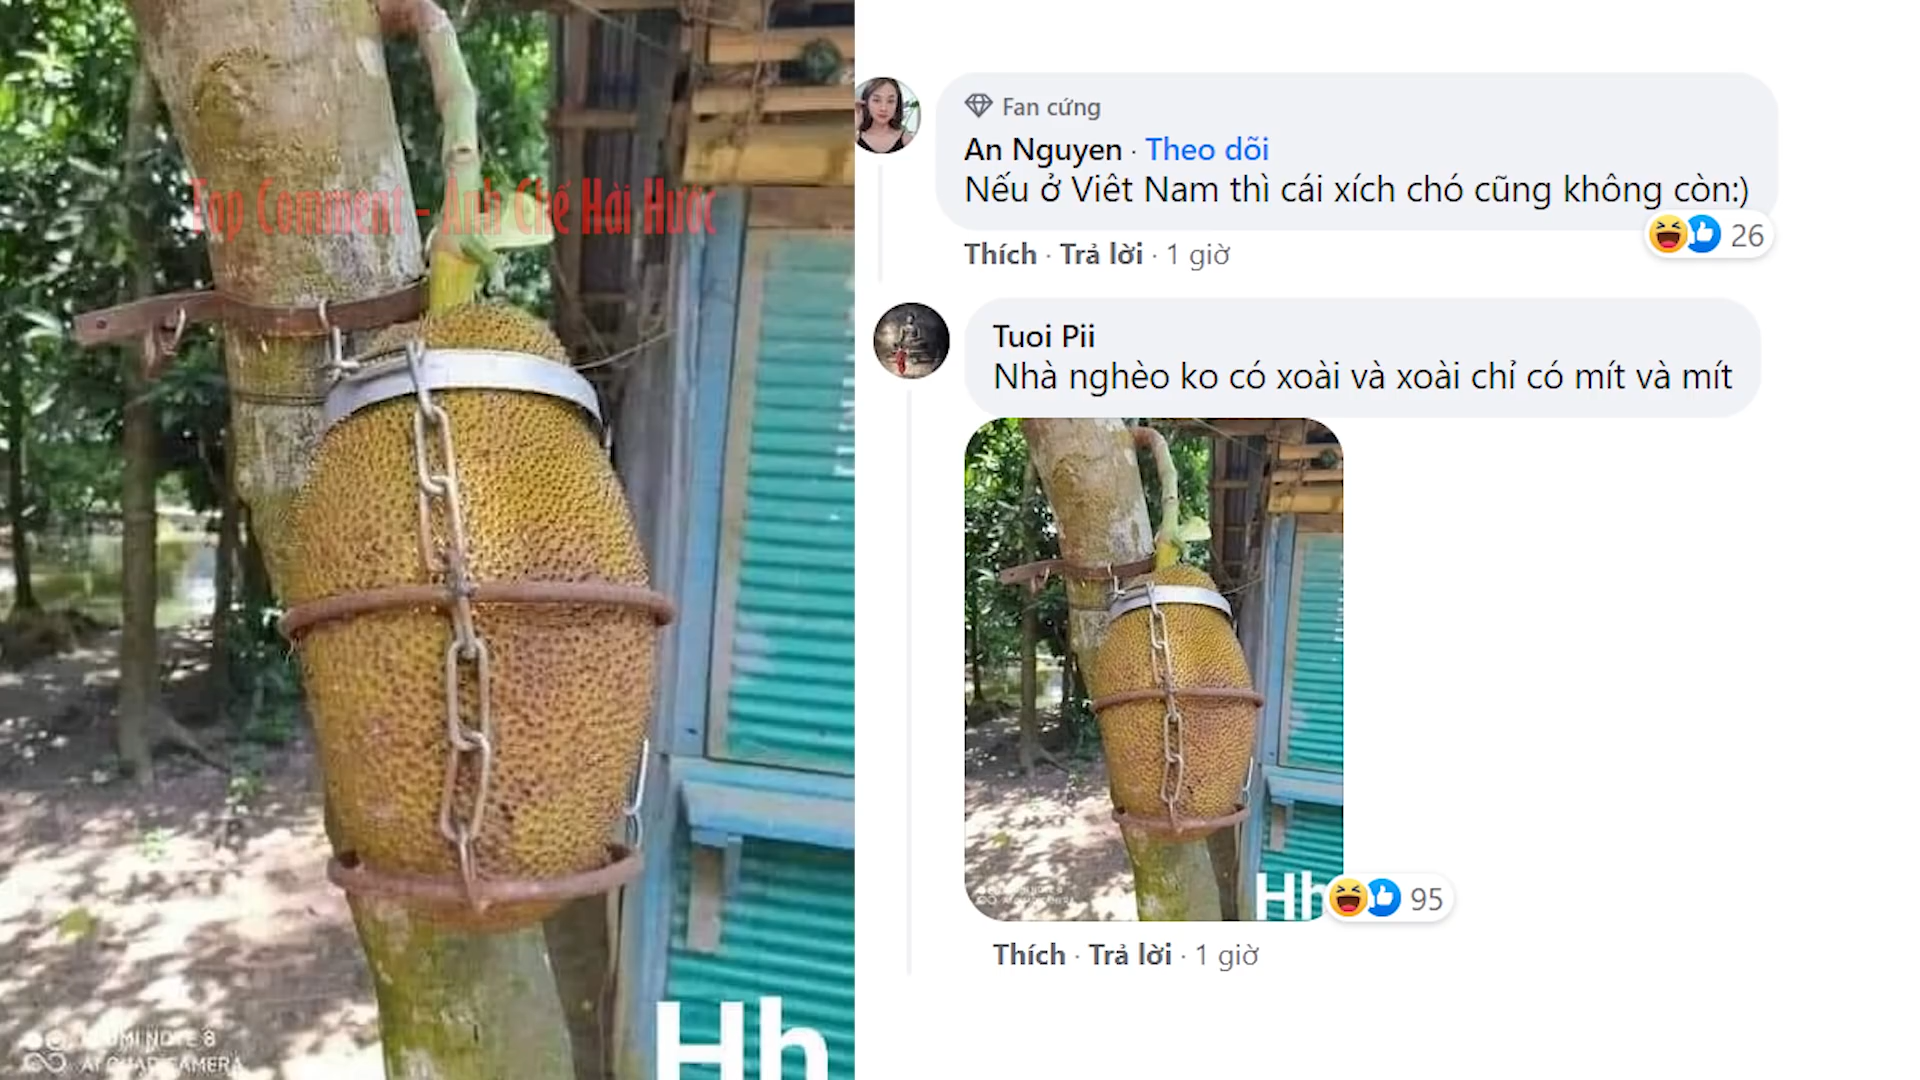 Top Comment - Ảnh Chế Hài Hước
Hh
Fan cứng
An Nguyen · Theo dõi
Nếu ở Viêt Nam thì cái xích chó cũng không còn:)
26
Thích · Trả lời · 1 giờ
Tuoi Pii
Nhà nghèo ko có xoài và xoài chỉ có mít và mít
Hh
95
Thích · Trả lời · 1 giờ